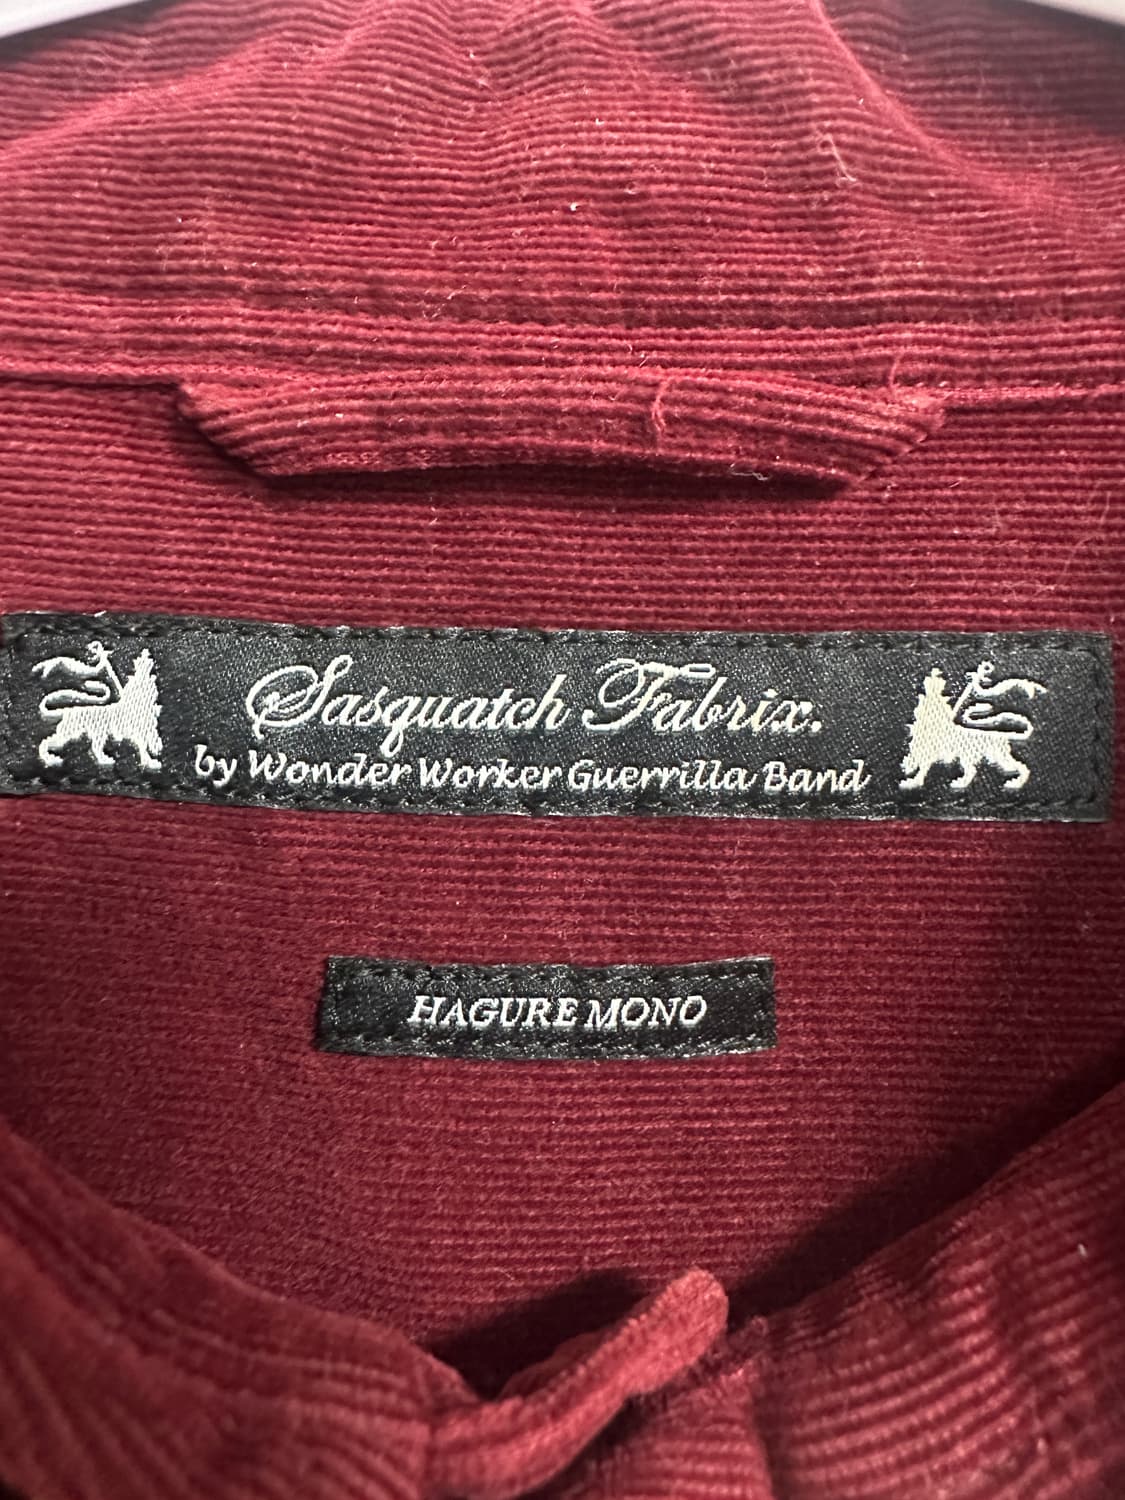 Sasquatch Fabrix.
by Wonder Worker Guerrilla Band
HAGURE MONO